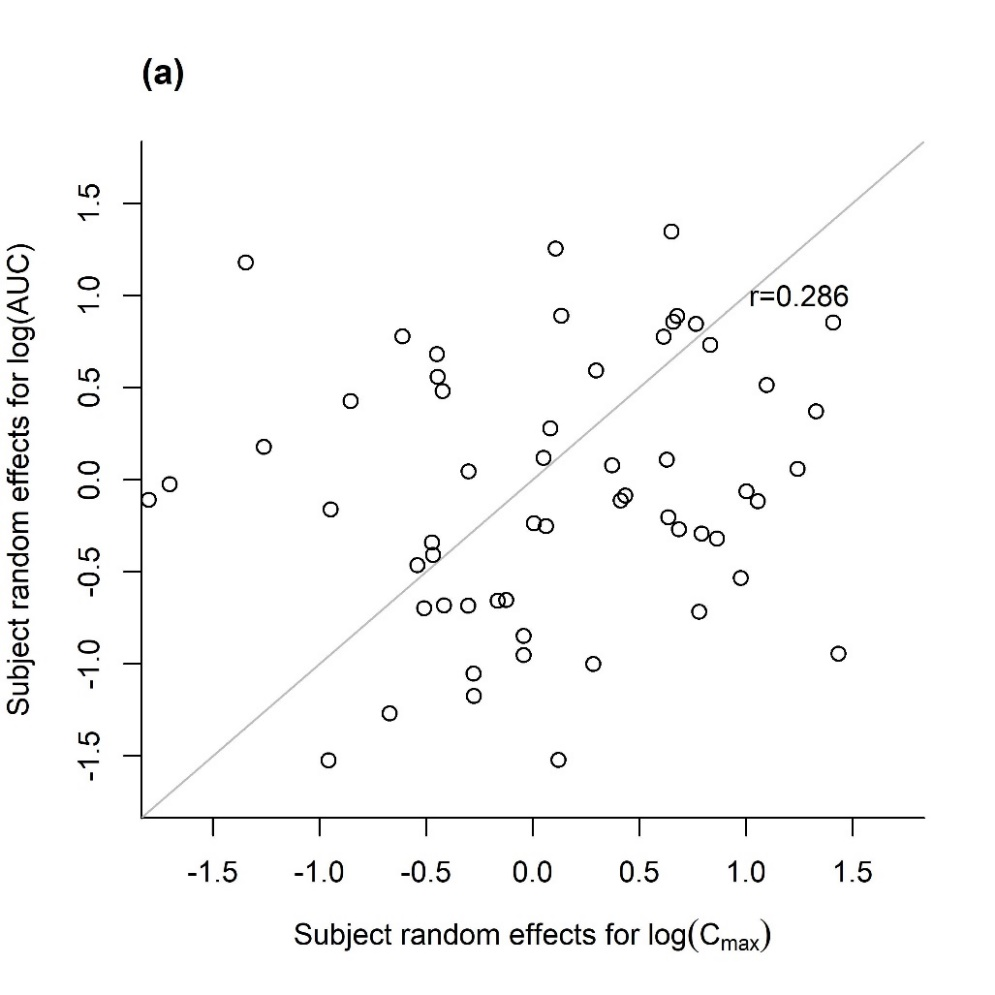 (a)
Subject random effects for log(AUC)
1.5
1.0
0.5
0.0
-0.5
-1.0
-1.5
r=0.286
-1.5 -1.0 -0.5 0.0 0.5 1.0 1.5
Subject random effects for log(Cmax)